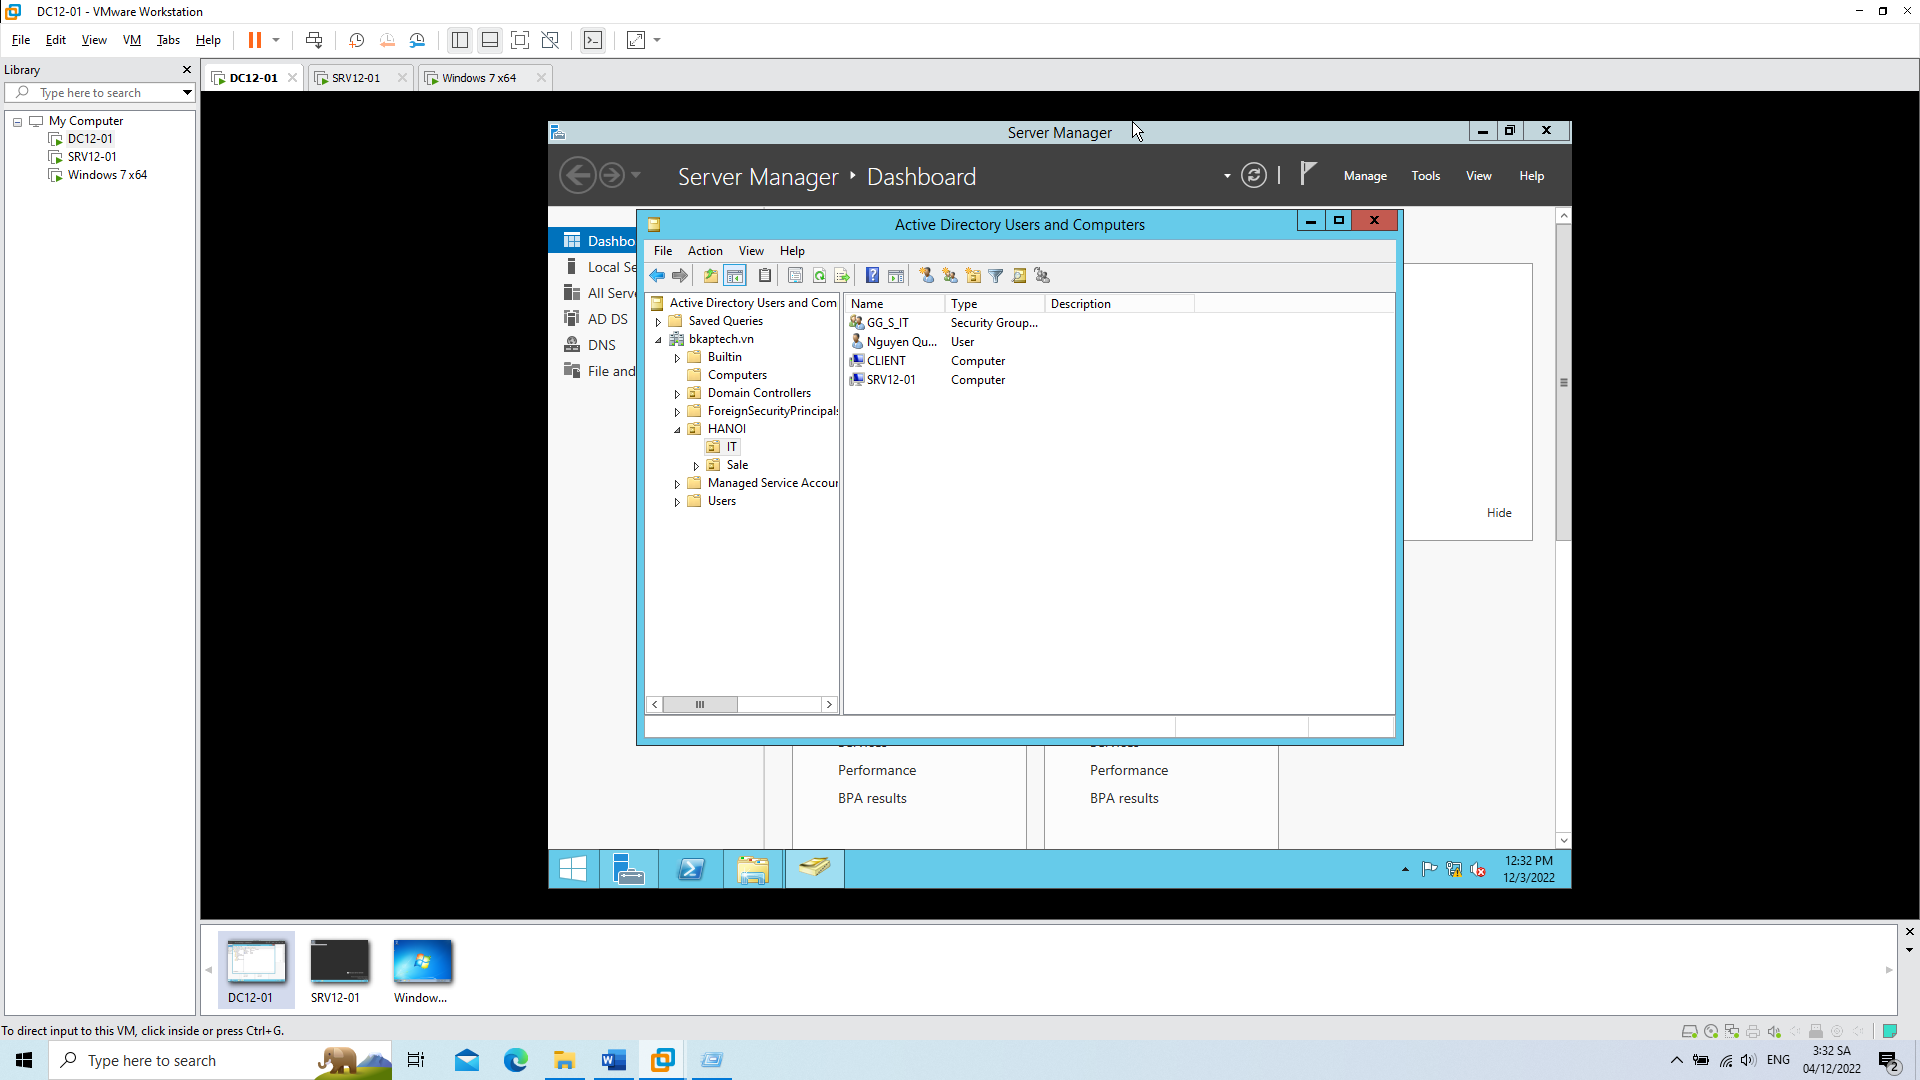 DC12-01 - VMware Workstation
File Edit View VM Tabs Help
Library
Type here to search
My Computer
DC12-01
SRV12-01
Windows 7 x64
DC12-01 SRV12-01 Windows 7 x64
Server Manager
Server Manager Dashboard
Manage Tools View Help
Dashbo
Local Se
All Serve
AD DS
DNS
File and
Active Directory Users and Computers
File Action View Help
Active Directory Users and Com
Saved Queries
bkaptech.vn
Builtin
Computers
Domain Controllers
ForeignSecurityPrincipals
HANOI
IT
Sale
Managed Service Accour
Users
Name Type Description
GG_S_IT Security Group...
Nguyen Qu... User
CLIENT Computer
SRV12-01 Computer
Hide
Services Services
Performance Performance
BPA results BPA results
12:32 PM
12/3/2022
DC12-01 SRV12-01 Window...
To direct input to this VM, click inside or press Ctrl+G.
Type here to search
ENG
3:32 SA
04/12/2022
2